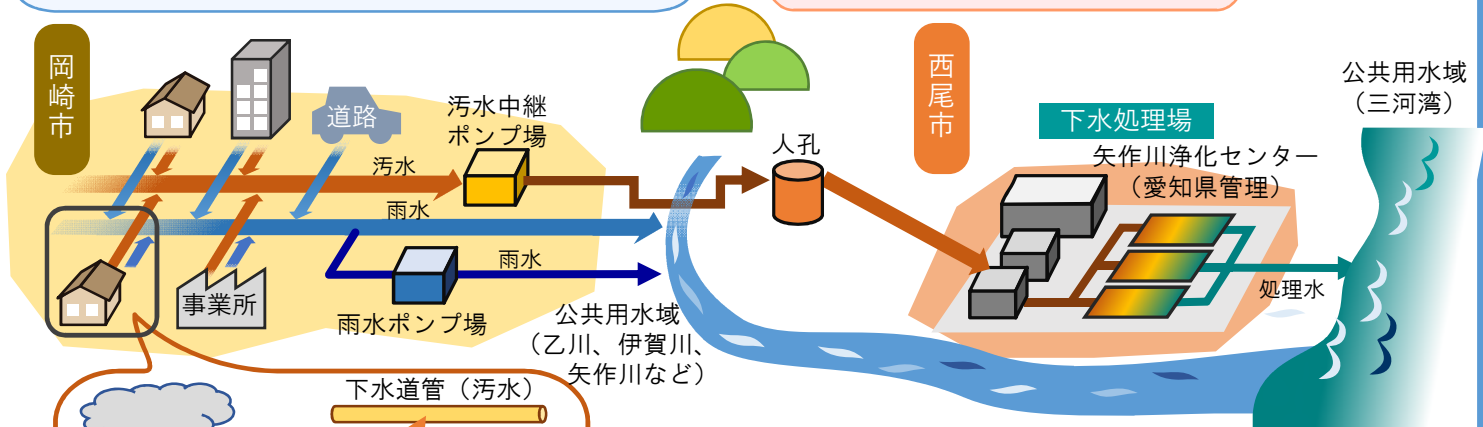 岡崎市
道路
汚水中継
ポンプ場
汚水
雨水
雨水
事業所
雨水ポンプ場
公共用水域
（乙川、伊賀川、
矢作川など）
下水道管（汚水）
人孔
西尾市
下水処理場
矢作川浄化センター
（愛知県管理）
処理水
公共用水域
（三河湾）